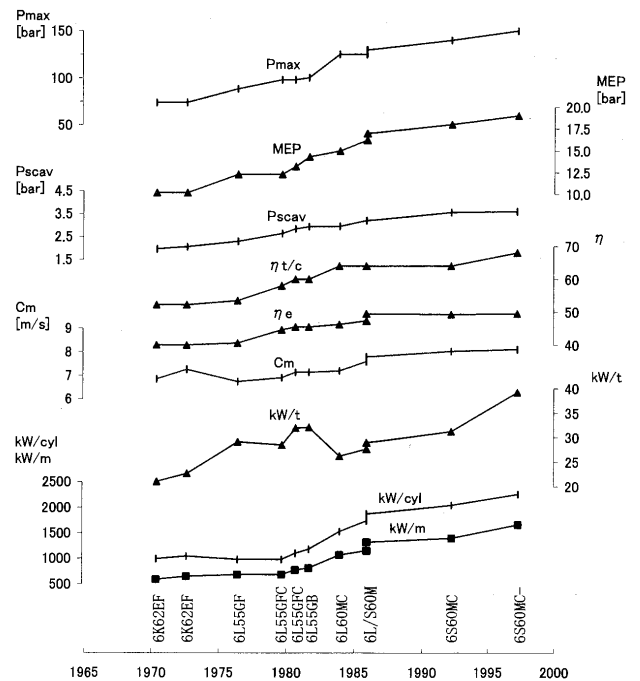 Pmax
[bar]
150
100
50
Pmax
MEP
[bar]
20.0
17.5
15.0
12.5
10.0
MEP
Pscav
[bar]
4.5
3.5
2.5
1.5
Pscav
η
70
60
50
40
η t/c
η e
Cm
[m/s]
9
8
7
6
Cm
kW/t
40
35
30
25
20
kW/t
kW/cyl
kW/m
2500
2000
1500
1000
500
kW/cyl
kW/m
6K62EF
6K62EF
6L55GF
6L55GFC
6L55GFC
6L55GB
6L60MC
6L/S60M
6S60MC
6S60MC
1965 1970 1975 1980 1985 1990 1995 2000